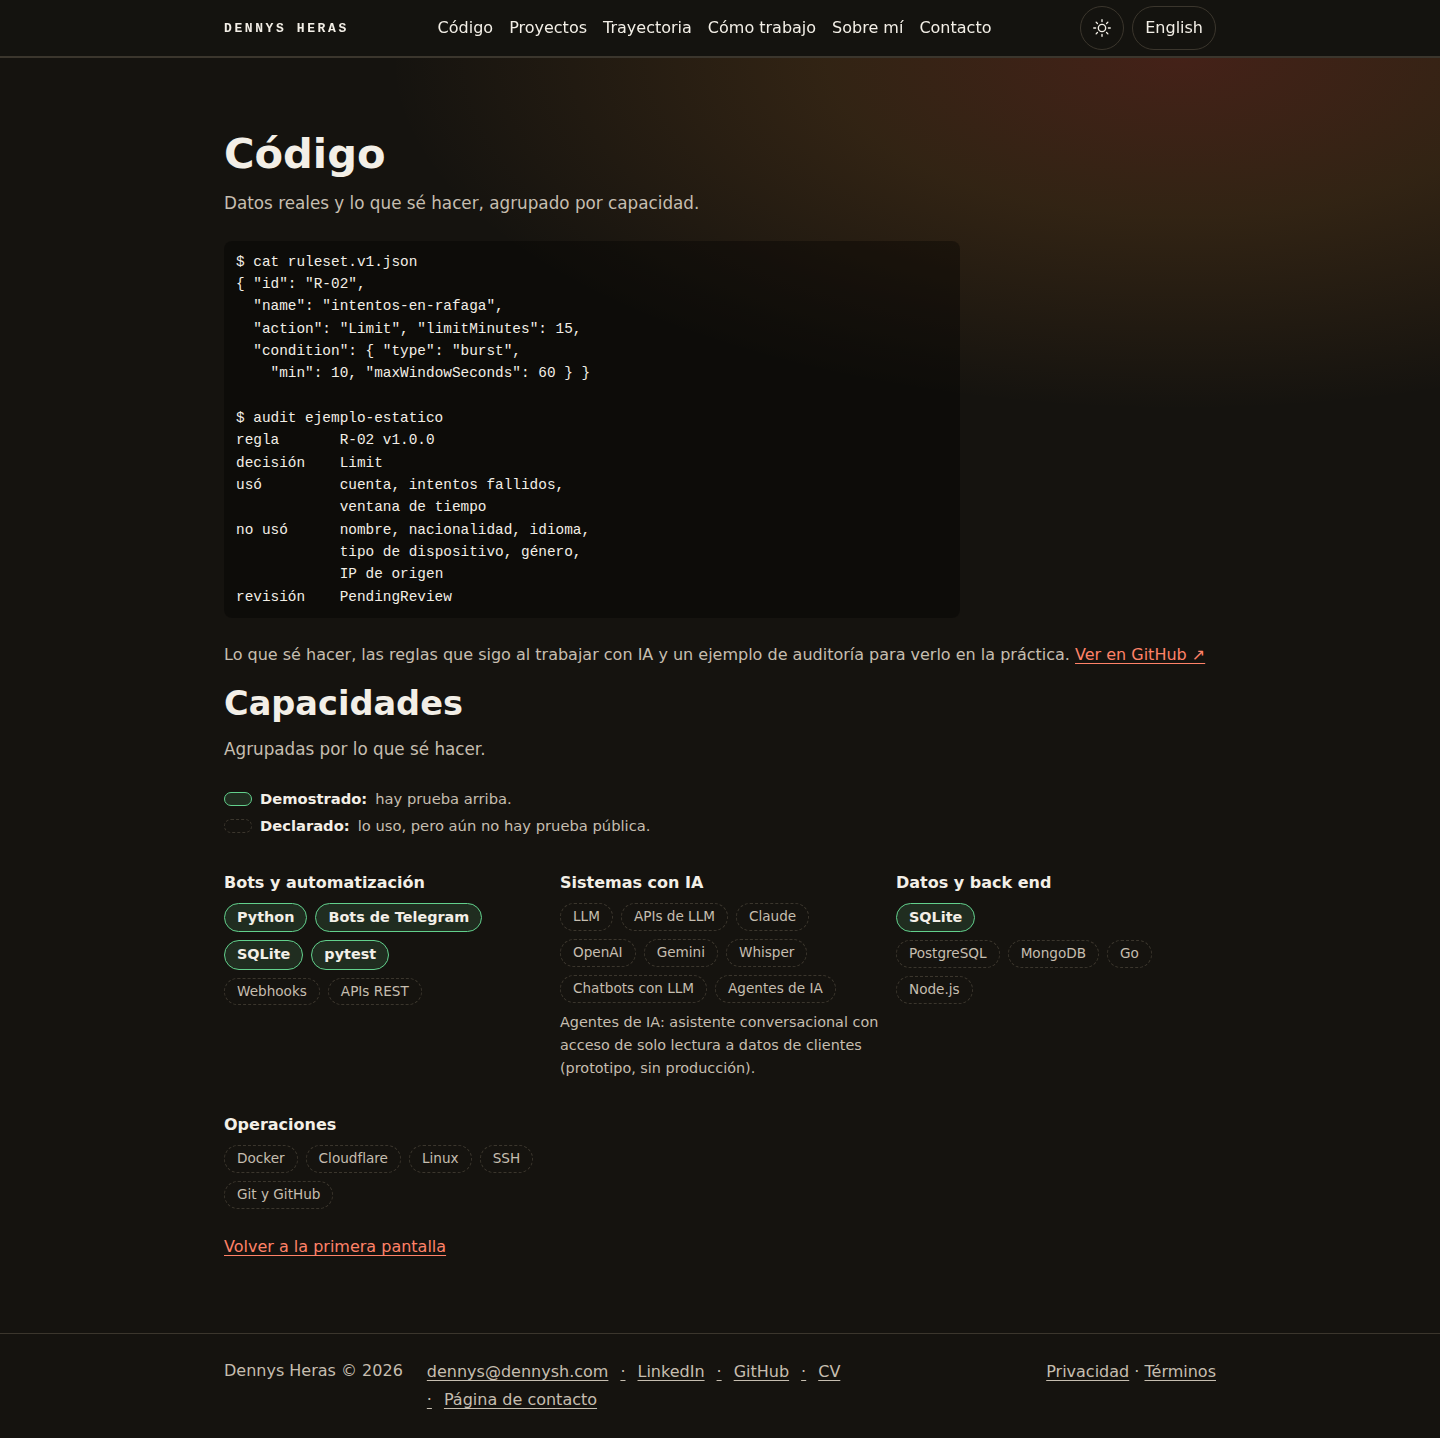 DENNYS HERAS
Código Proyectos Trayectoria Cómo trabajo Sobre mí Contacto
English
Código
Datos reales y lo que sé hacer, agrupado por capacidad.
$ cat ruleset.v1.json
{ "id": "R-02",
  "name": "intentos-en-rafaga",
  "action": "Limit", "limitMinutes": 15,
  "condition": { "type": "burst",
    "min": 10, "maxWindowSeconds": 60 } }
$ audit ejemplo-estatico
regla       R-02 v1.0.0
decisión    Limit
usó         cuenta, intentos fallidos,
            ventana de tiempo
no usó      nombre, nacionalidad, idioma,
            tipo de dispositivo, género,
            IP de origen
revisión    PendingReview
Lo que sé hacer, las reglas que sigo al trabajar con IA y un ejemplo de auditoría para verlo en la práctica. Ver en GitHub ↗
Capacidades
Agrupadas por lo que sé hacer.
Demostrado: hay prueba arriba.
Declarado: lo uso, pero aún no hay prueba pública.
Bots y automatización
Python Bots de Telegram
SQLite pytest
Webhooks APIs REST
Sistemas con IA
LLM APIs de LLM Claude
OpenAI Gemini Whisper
Chatbots con LLM Agentes de IA
Agentes de IA: asistente conversacional con
acceso de solo lectura a datos de clientes
(prototipo, sin producción).
Datos y back end
SQLite
PostgreSQL MongoDB Go
Node.js
Operaciones
Docker Cloudflare Linux SSH
Git y GitHub
Volver a la primera pantalla
Dennys Heras © 2026
dennys@dennysh.com · LinkedIn · GitHub · CV
· Página de contacto
Privacidad · Términos